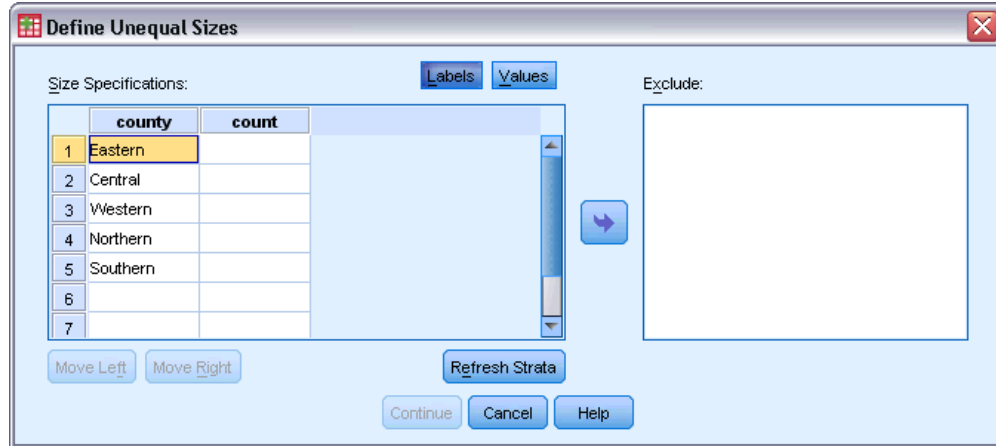 Define Unequal Sizes
Size Specifications:
Labels
Values
Exclude:
county count
1 Eastern
2 Central
3 Western
4 Northern
5 Southern
6
7
Move Left
Move Right
Refresh Strata
Continue
Cancel
Help